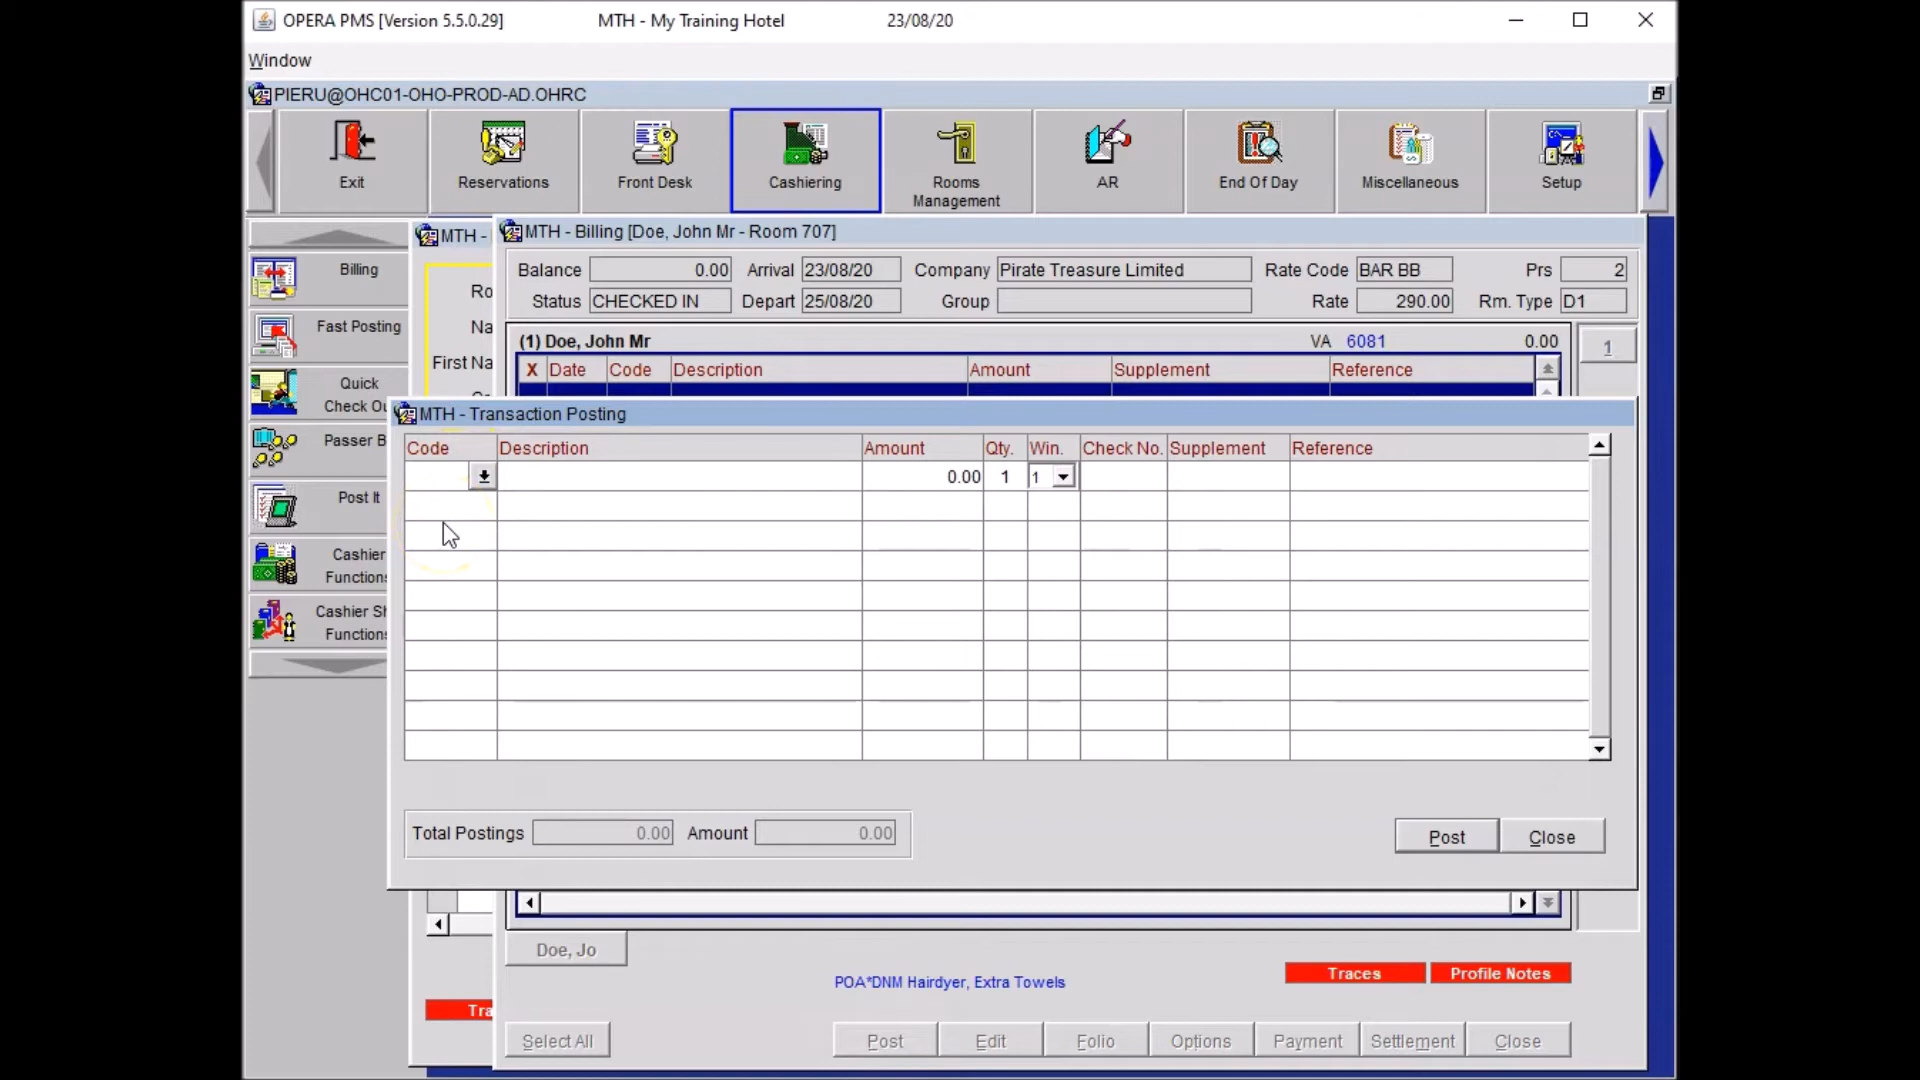 OPERA PMS [Version 5.5.0.29] MTH - My Training Hotel 23/08/20
Window
PIERU@OHC01-OHO-PROD-AD.OHRC
Exit
Reservations
Front Desk
Cashiering
Rooms
Management
AR
End Of Day
Miscellaneous
Setup
Billing
Fast Posting
Quick
Check Ou
Passer B
Post It
Cashier
Functions
Cashier Sh
Functions
MTH -
Ro
Na
First Na
MTH - Billing [Doe, John Mr - Room 707]
Balance 0.00 Arrival 23/08/20 Company Pirate Treasure Limited Rate Code BAR BB Prs 2
Status CHECKED IN Depart 25/08/20 Group Rate 290.00 Rm. Type D1
(1) Doe, John Mr VA 6081 0.00 1
X Date Code Description Amount Supplement Reference
MTH - Transaction Posting
Code Description Amount Qty. Win. Check No. Supplement Reference
0.00 1 1
Total Postings 0.00 Amount 0.00 Post Close
Doe, Jo
POA*DNM Hairdyer, Extra Towels Traces Profile Notes
Tra
Select All Post Edit Folio Options Payment Settlement Close